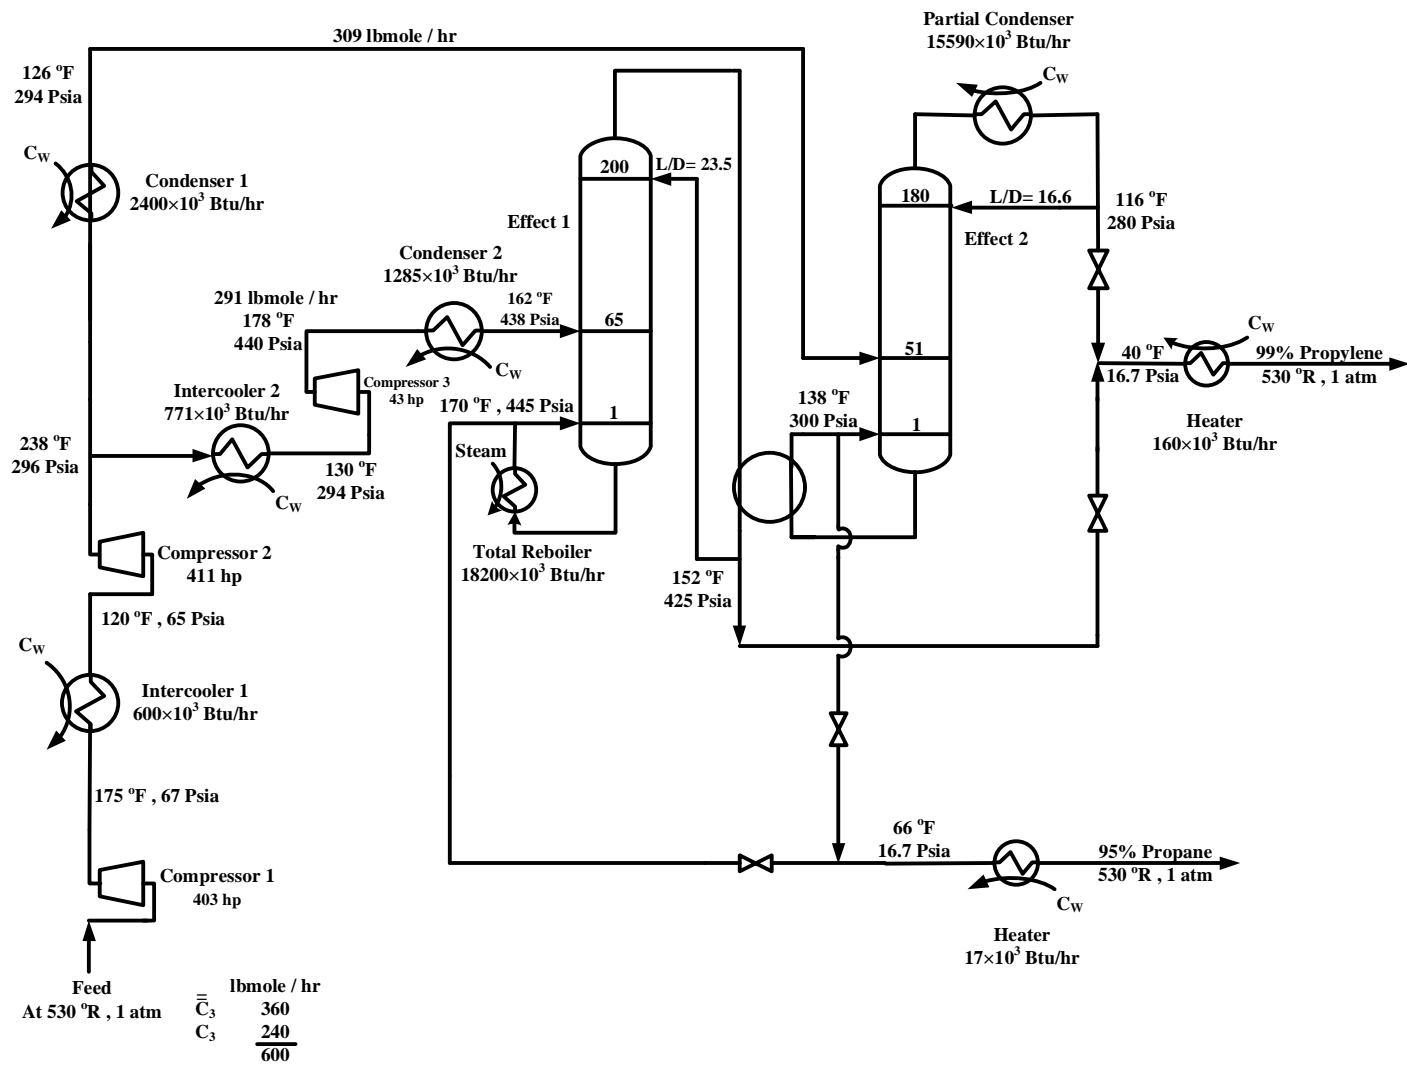 309 lbmole / hr
Partial Condenser
15590×10³ Btu/hr
C_W
126 °F
294 Psia
C_W
Condenser 1
2400×10³ Btu/hr
200
L/D= 23.5
Effect 1
180
L/D= 16.6
116 °F
280 Psia
Effect 2
Condenser 2
1285×10³ Btu/hr
291 lbmole / hr
178 °F
440 Psia
162 °F
438 Psia
65
C_W
51
C_W
40 °F
16.7 Psia
99% Propylene
530 °R , 1 atm
Heater
160×10³ Btu/hr
Intercooler 2
771×10³ Btu/hr
Compressor 3
43 hp
170 °F , 445 Psia
1
138 °F
300 Psia
1
238 °F
296 Psia
130 °F
294 Psia
C_W
Steam
Compressor 2
411 hp
Total Reboiler
18200×10³ Btu/hr
152 °F
425 Psia
120 °F , 65 Psia
C_W
Intercooler 1
600×10³ Btu/hr
175 °F , 67 Psia
66 °F
16.7 Psia
95% Propane
530 °R , 1 atm
C_W
Heater
17×10³ Btu/hr
Compressor 1
403 hp
Feed
At 530 °R , 1 atm
lbmole / hr
C̿₃ 360
C₃ 240
600